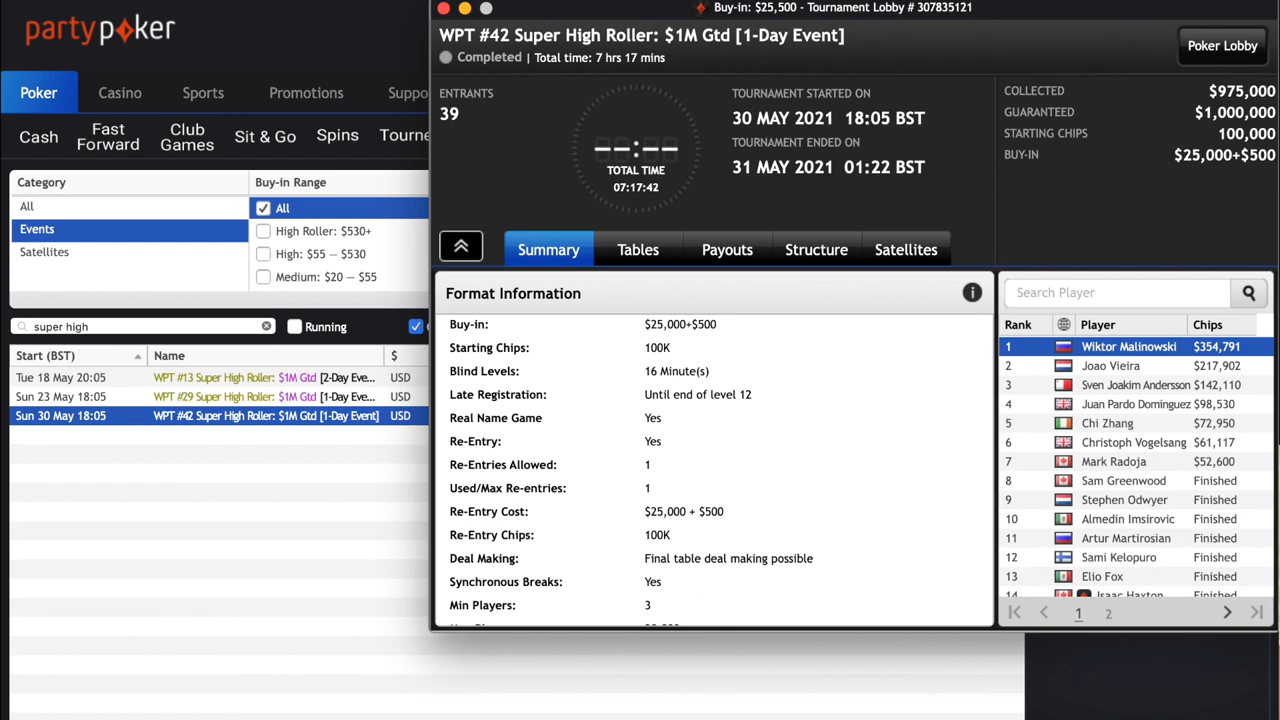 partypoker
Poker Casino Sports Promotions Suppo
Cash Fast Forward Club Games Sit & Go Spins Tourne
Category
All
Events
Satellites
Buy-in Range
All
High Roller: $530+
High: $55 — $530
Medium: $20 — $55
super high Running
Start (BST) Name $
Tue 18 May 20:05 WPT #13 Super High Roller: $1M Gtd [2-Day Eve... USD
Sun 23 May 18:05 WPT #29 Super High Roller: $1M Gtd [1-Day Eve... USD
Sun 30 May 18:05 WPT #42 Super High Roller: $1M Gtd [1-Day Event] USD
Buy-in: $25,500 - Tournament Lobby # 307835121
WPT #42 Super High Roller: $1M Gtd [1-Day Event]
Completed | Total time: 7 hrs 17 mins
Poker Lobby
ENTRANTS
39
--:--
TOTAL TIME
07:17:42
TOURNAMENT STARTED ON
30 MAY 2021 18:05 BST
TOURNAMENT ENDED ON
31 MAY 2021 01:22 BST
COLLECTED $975,000
GUARANTEED $1,000,000
STARTING CHIPS 100,000
BUY-IN $25,000+$500
Summary Tables Payouts Structure Satellites
Format Information
Buy-in: $25,000+$500
Starting Chips: 100K
Blind Levels: 16 Minute(s)
Late Registration: Until end of level 12
Real Name Game Yes
Re-Entry: Yes
Re-Entries Allowed: 1
Used/Max Re-entries: 1
Re-Entry Cost: $25,000 + $500
Re-Entry Chips: 100K
Deal Making: Final table deal making possible
Synchronous Breaks: Yes
Min Players: 3
Search Player
Rank Player Chips
1 Wiktor Malinowski $354,791
2 Joao Vieira $217,902
3 Sven Joakim Andersson $142,110
4 Juan Pardo Dominguez $98,530
5 Chi Zhang $72,950
6 Christoph Vogelsang $61,117
7 Mark Radoja $52,600
8 Sam Greenwood Finished
9 Stephen Odwyer Finished
10 Almedin Imsirovic Finished
11 Artur Martirosian Finished
12 Sami Kelopuro Finished
13 Elio Fox Finished
14 Isaac Haxton Finished
1 2